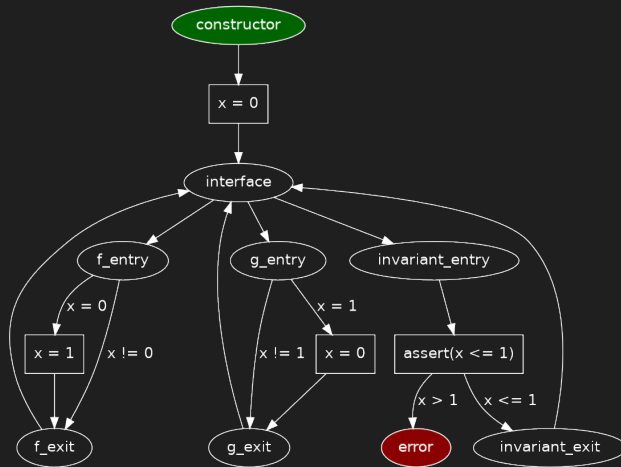 constructor
x = 0
interface
f_entry
g_entry
invariant_entry
x = 0
x = 1
x = 1
x != 0
x != 1
x = 0
assert(x <= 1)
x > 1
x <= 1
f_exit
g_exit
error
invariant_exit